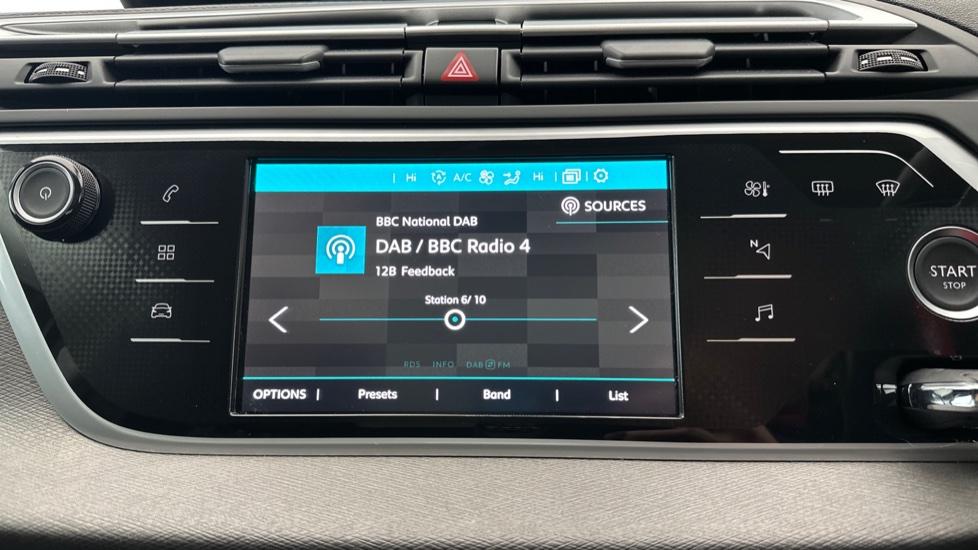 Hi A A/C Hi
SOURCES
BBC National DAB
DAB / BBC Radio 4
12B Feedback
Station 6/ 10
RDS INFO DAB FM
OPTIONS | Presets | Band | List
N
START
STOP